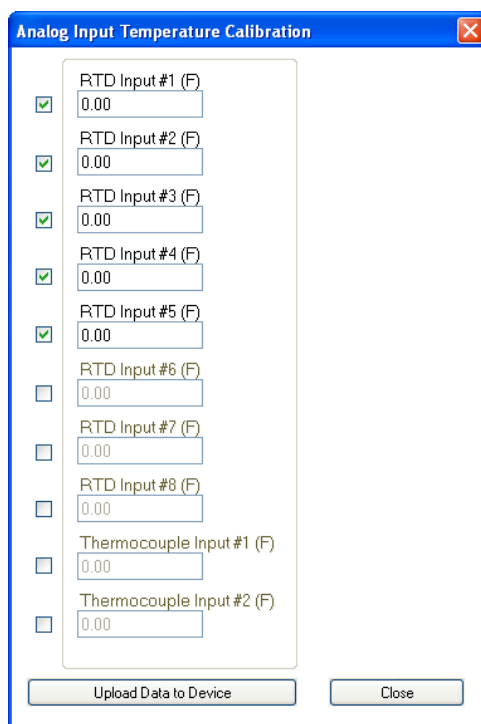 Analog Input Temperature Calibration
RTD Input #1 (F)
0.00
RTD Input #2 (F)
0.00
RTD Input #3 (F)
0.00
RTD Input #4 (F)
0.00
RTD Input #5 (F)
0.00
RTD Input #6 (F)
0.00
RTD Input #7 (F)
0.00
RTD Input #8 (F)
0.00
Thermocouple Input #1 (F)
0.00
Thermocouple Input #2 (F)
0.00
Upload Data to Device Close